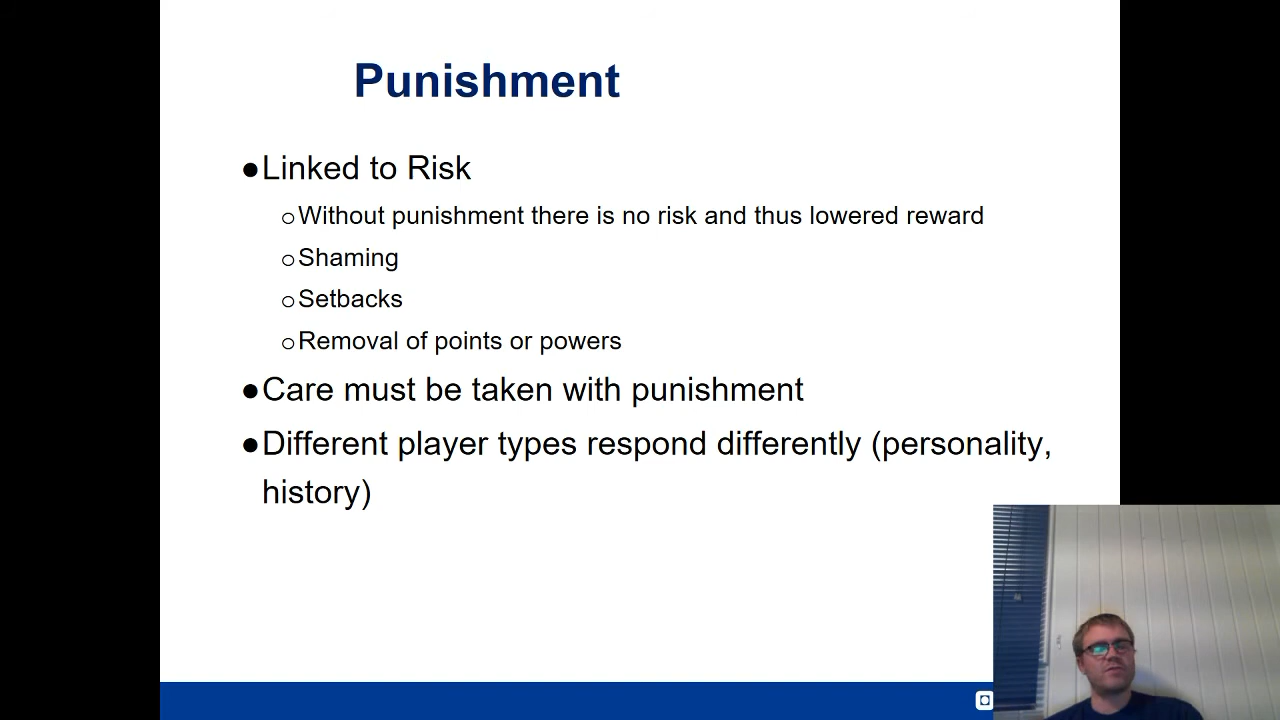 Punishment
●Linked to Risk
○Without punishment there is no risk and thus lowered reward
○Shaming
○Setbacks
○Removal of points or powers
●Care must be taken with punishment
●Different player types respond differently (personality,
history)